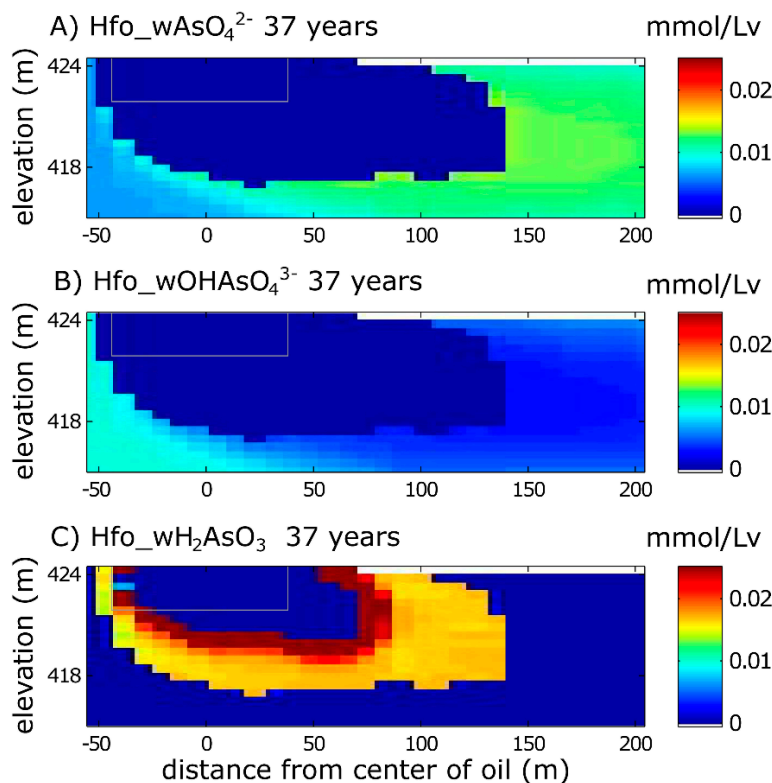 A) Hfo_wAsO₄²⁻ 37 years
mmol/Lv
elevation (m)
424
418
-50 0 50 100 150 200
0.02
0.01
0
B) Hfo_wOHAsO₄³⁻ 37 years
mmol/Lv
elevation (m)
424
418
-50 0 50 100 150 200
0.02
0.01
0
C) Hfo_wH₂AsO₃ 37 years
mmol/Lv
elevation (m)
424
418
-50 0 50 100 150 200
0.02
0.01
0
distance from center of oil (m)